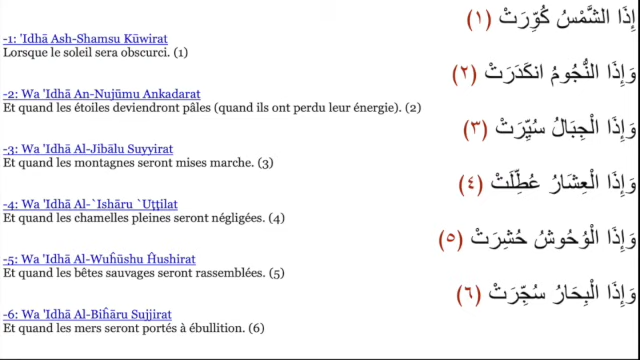 -1: 'Idhā Ash-Shamsu Kūwirat
Lorsque le soleil sera obscurci. (1)
-2: Wa 'Idhā An-Nujūmu Ankadarat
Et quand les étoiles deviendront pâles (quand ils ont perdu leur énergie). (2)
-3: Wa 'Idhā Al-Jibālu Suyyirat
Et quand les montagnes seront mises marche. (3)
-4: Wa 'Idhā Al-`Ishāru `Uţţilat
Et quand les chamelles pleines seront négligées. (4)
-5: Wa 'Idhā Al-Wuĥūshu Ĥushirat
Et quand les bêtes sauvages seront rassemblées. (5)
-6: Wa 'Idhā Al-Biĥāru Sujjirat
Et quand les mers seront portés à ébullition. (6)
إِذَا الشَّمْسُ كُوِّرَتْ (١)
وَإِذَا النُّجُومُ انكَدَرَتْ (٢)
وَإِذَا الْجِبَالُ سُيِّرَتْ (٣)
وَإِذَا الْعِشَارُ عُطِّلَتْ (٤)
وَإِذَا الْوُحُوشُ حُشِرَتْ (٥)
وَإِذَا الْبِحَارُ سُجِّرَتْ (٦)